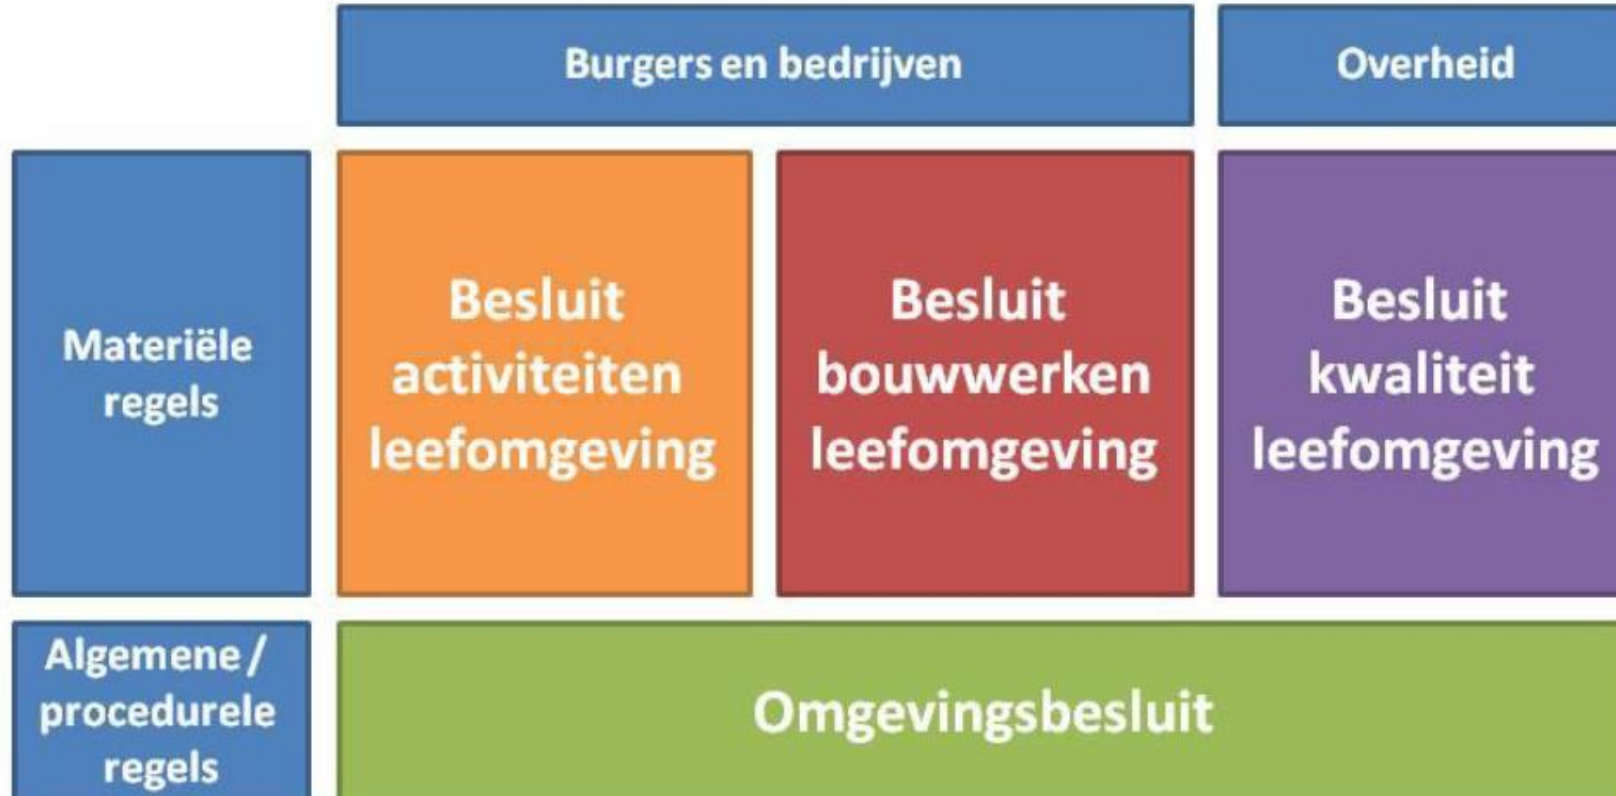 Burgers en bedrijven
Overheid
Materiële
regels
Besluit
activiteiten
leefomgeving
Besluit
bouwwerken
leefomgeving
Besluit
kwaliteit
leefomgeving
Algemene /
procedurele
regels
Omgevingsbesluit